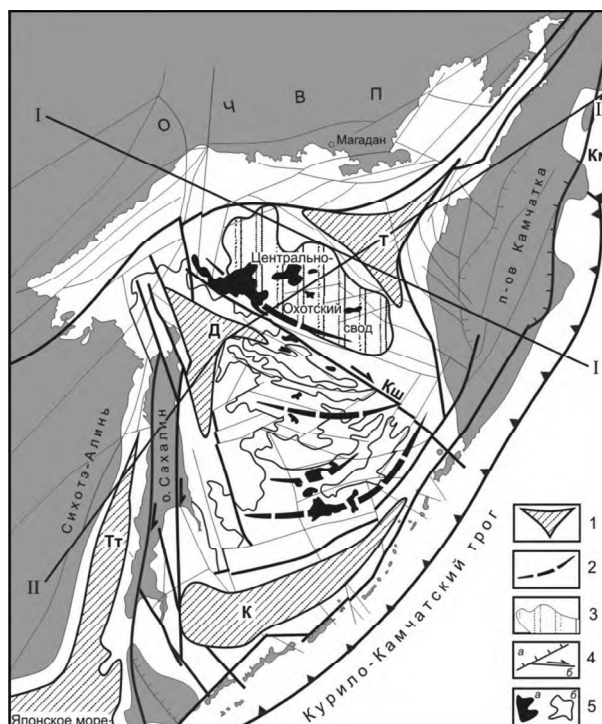 О Ч В П
I
Магадан
I
Км
п-ов Камчатка
Т
Центрально-
Охотский
свод
Д
Кш
I
Сихотэ-Алинь
о. Сахалин
Тт
II
К
Курило-Камчатский трог
Японское море
1
2
3
а
б
4
а
б
5